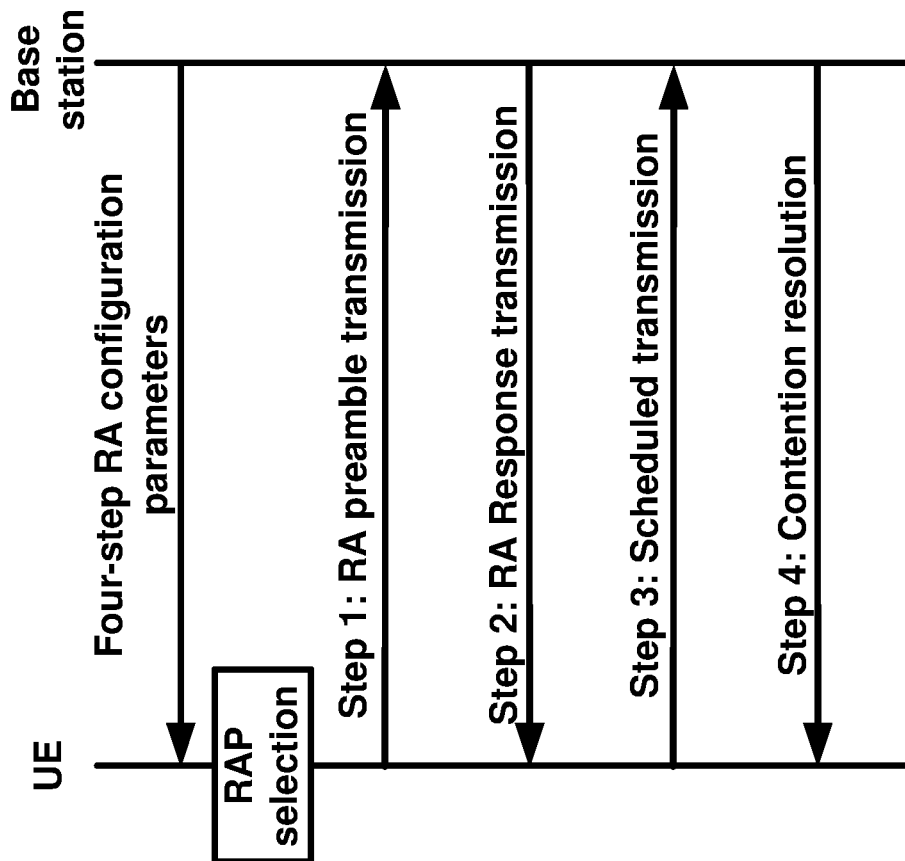 UE
Base
station
Four-step RA configuration
parameters
RAP
selection
Step 1: RA preamble transmission
Step 2: RA Response transmission
Step 3: Scheduled transmission
Step 4: Contention resolution